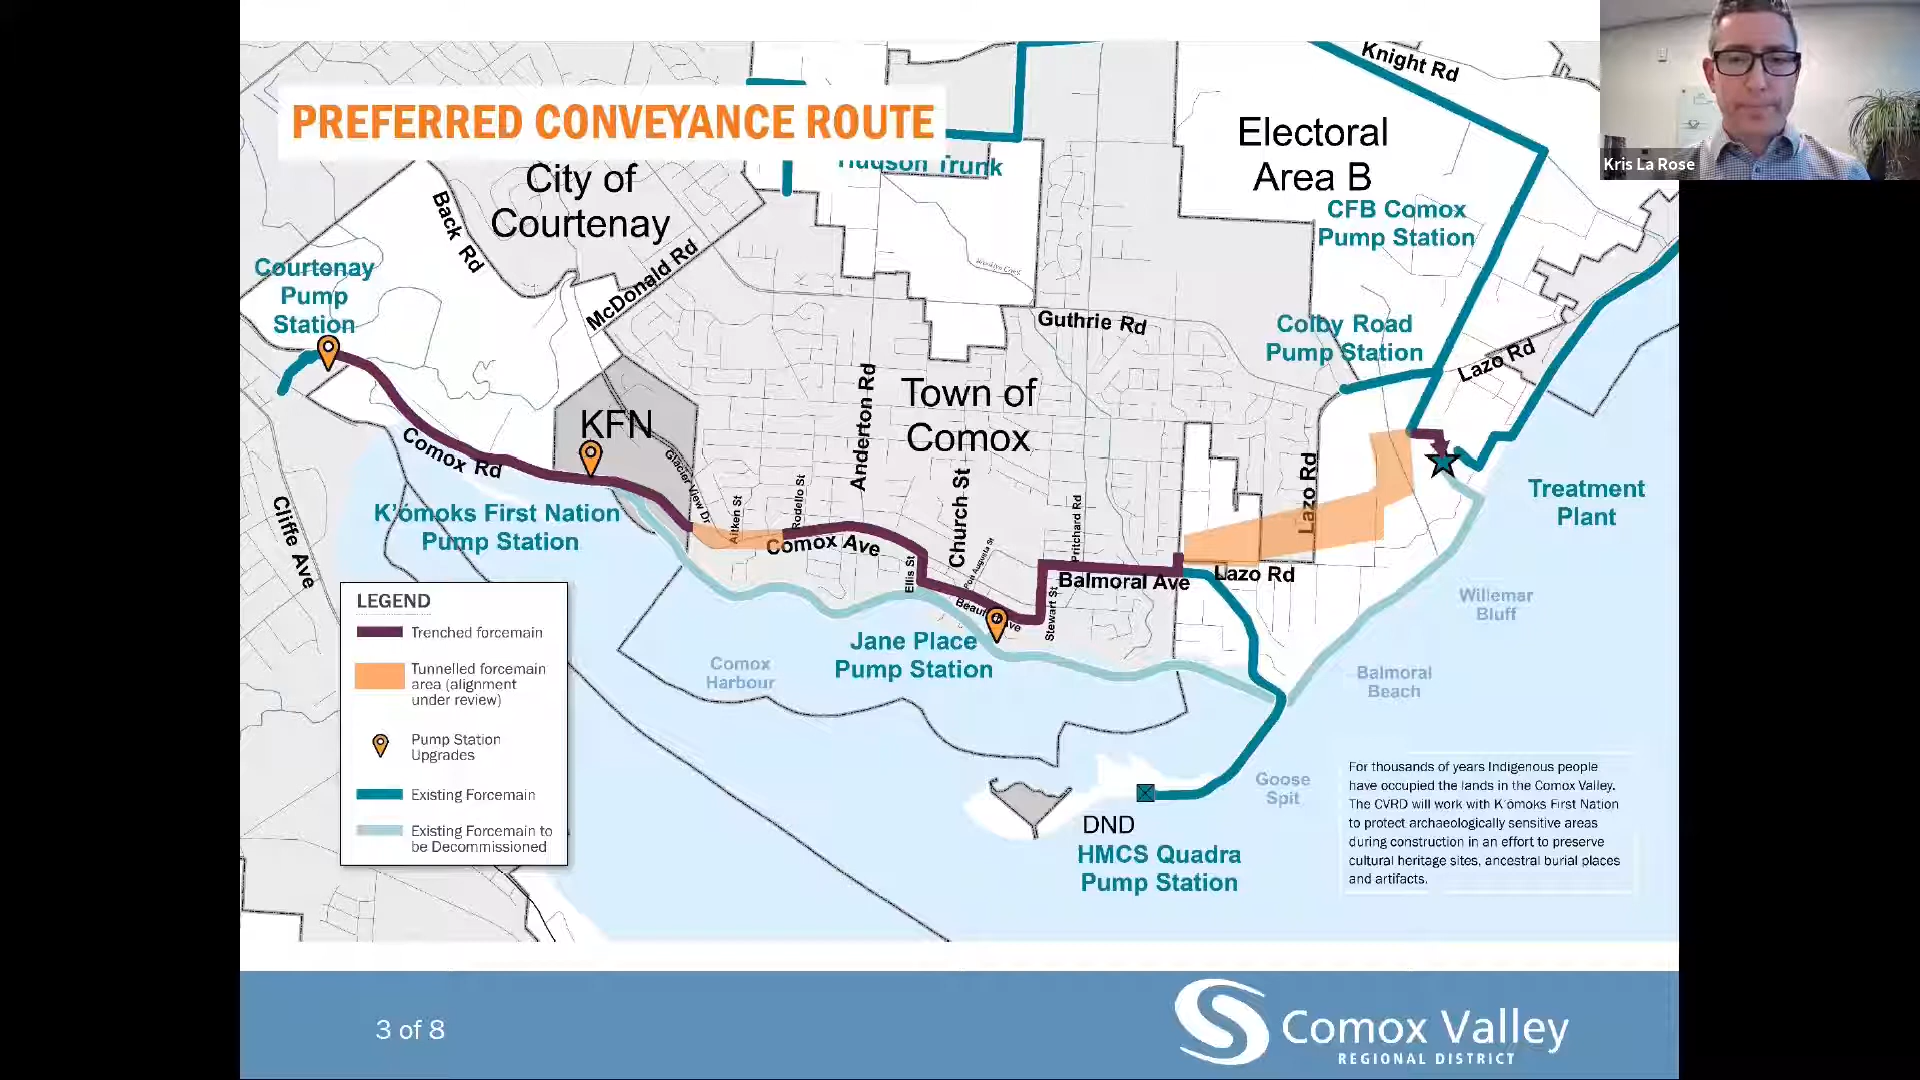 Knight Rd
PREFERRED CONVEYANCE ROUTE
Hudson Trunk
Electoral
Area B
Kris La Rose
City of
Courtenay
Back Rd
McDonald Rd
CFB Comox
Pump Station
Courtenay
Pump
Station
Guthrie Rd
Colby Road
Pump Station
Lazo Rd
KFN
Town of
Comox
Anderton Rd
Comox Rd
Glacier View Dr
Aitken St
Rodello St
Church St
Pritchard Rd
Lazo Rd
Treatment
Plant
K'ómoks First Nation
Pump Station
Cliffe Ave
Comox Ave
Ellis St
Port Augusta St
Balmoral Ave
Lazo Rd
Stewart St
Willemar
Bluff
Jane Place
Pump Station
Comox
Harbour
Balmoral
Beach
LEGEND
Trenched forcemain
Tunnelled forcemain
area (alignment
under review)
Pump Station
Upgrades
Existing Forcemain
Existing Forcemain to
be Decommissioned
Goose
Spit
DND
HMCS Quadra
Pump Station
For thousands of years Indigenous people
have occupied the lands in the Comox Valley.
The CVRD will work with K'ómoks First Nation
to protect archaeologically sensitive areas
during construction in an effort to preserve
cultural heritage sites, ancestral burial places
and artifacts.
3 of 8
Comox Valley
REGIONAL DISTRICT